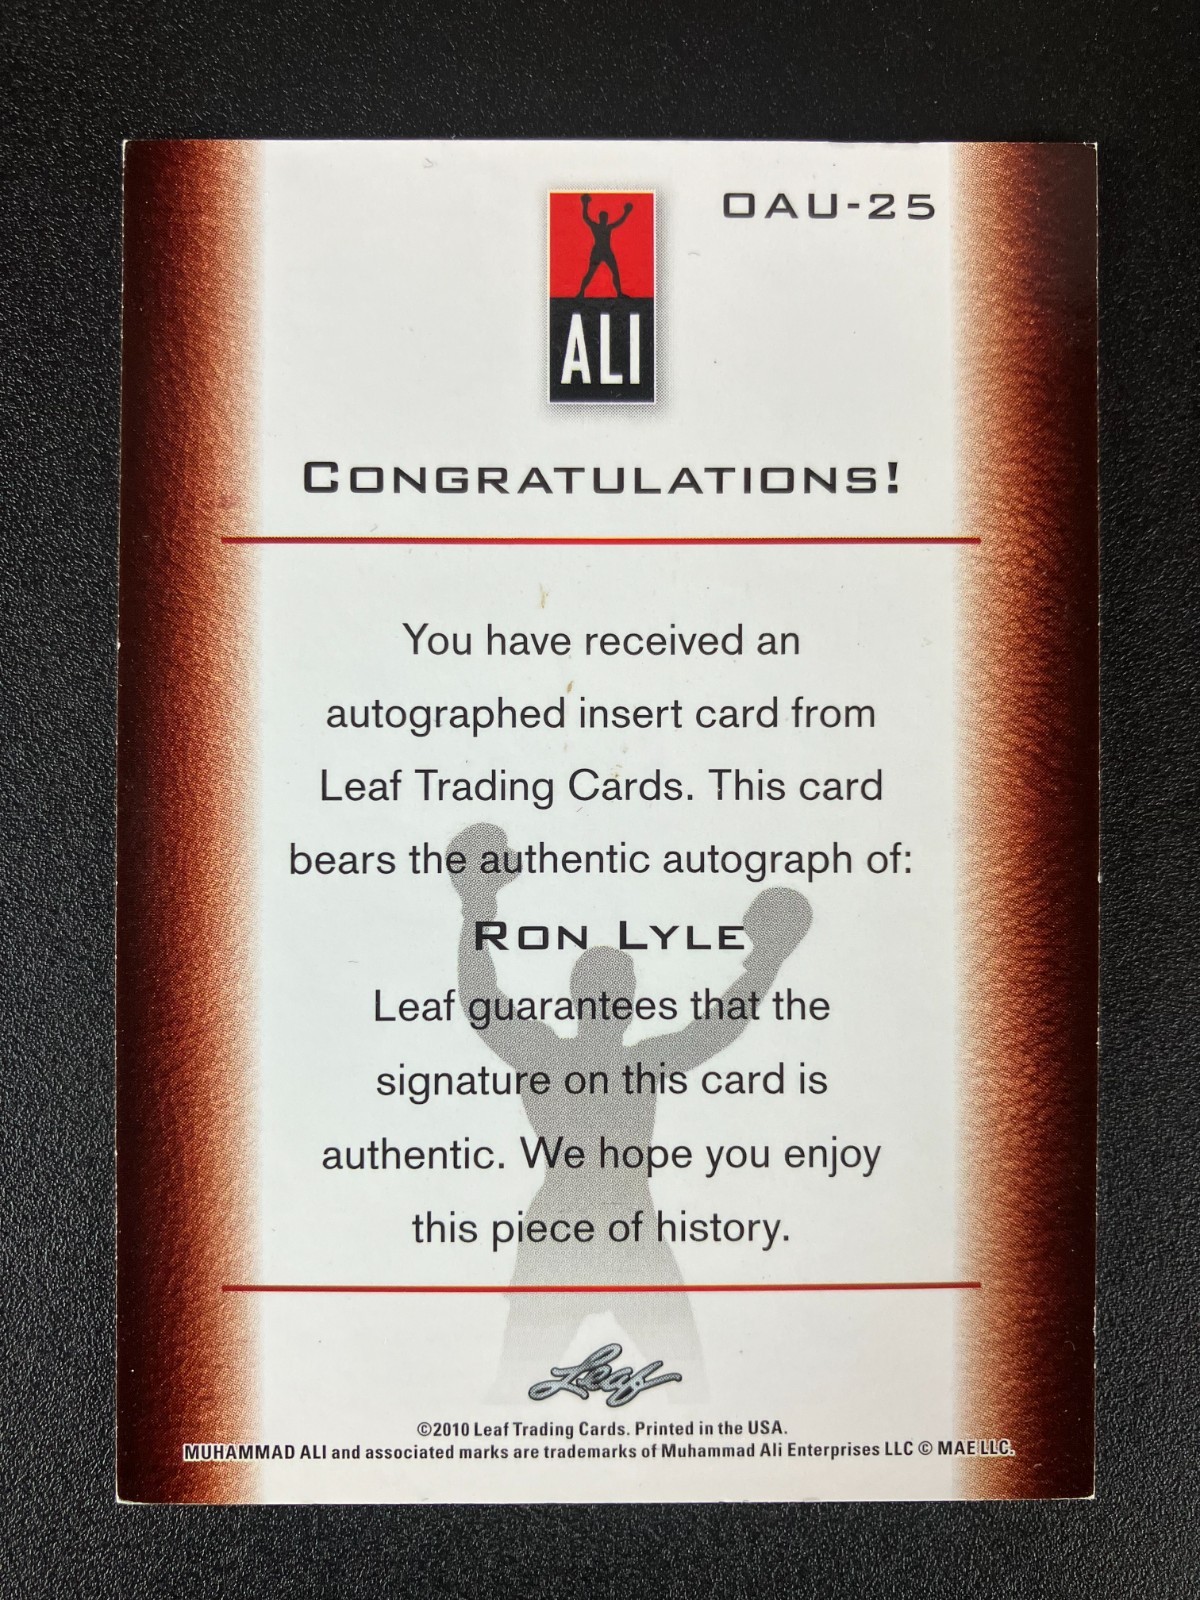 OAU-25
ALI
CONGRATULATIONS!
You have received an
autographed insert card from
Leaf Trading Cards. This card
bears the authentic autograph of:
RON LYLE
Leaf guarantees that the
signature on this card is
authentic. We hope you enjoy
this piece of history.
Leaf
©2010 Leaf Trading Cards. Printed in the USA.
MUHAMMAD ALI and associated marks are trademarks of Muhammad Ali Enterprises LLC © MAE LLC.